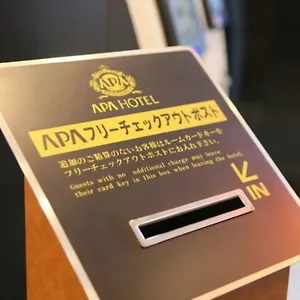 APA
APA HOTEL
APAフリーチェックアウトポスト
追加のご精算のないお客様はルームカードキーを
フリーチェックアウトポストにお入れ下さい。
Guests with no additional charge may leave
their card key in this box when leaving the hotel.
IN